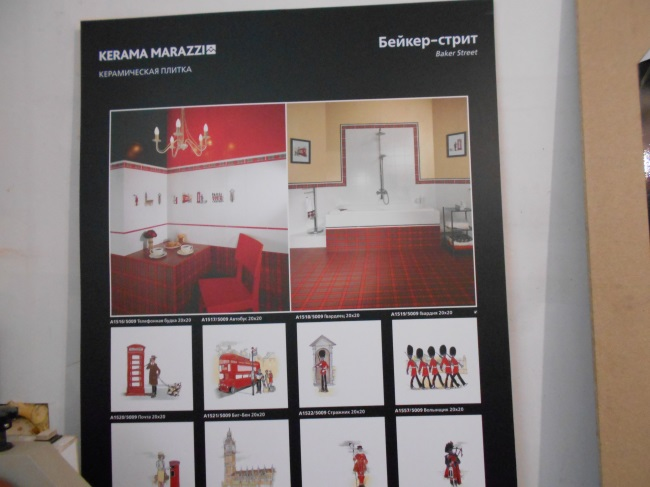 KERAMA MARAZZI
КЕРАМИЧЕСКАЯ ПЛИТКА
Бейкер-стрит
Baker Street
A1516/5009 Телефонная будка 20x20
A1517/5009 Автобус 20x20
A1518/5009 Гвардеец 20x20
A1519/5009 Гвардия 20x20
A1520/5009 Почта 20x20
A1521/5009 Биг-Бен 20x20
A1522/5009 Стражник 20x20
A1557/5009 Волынщик 20x20